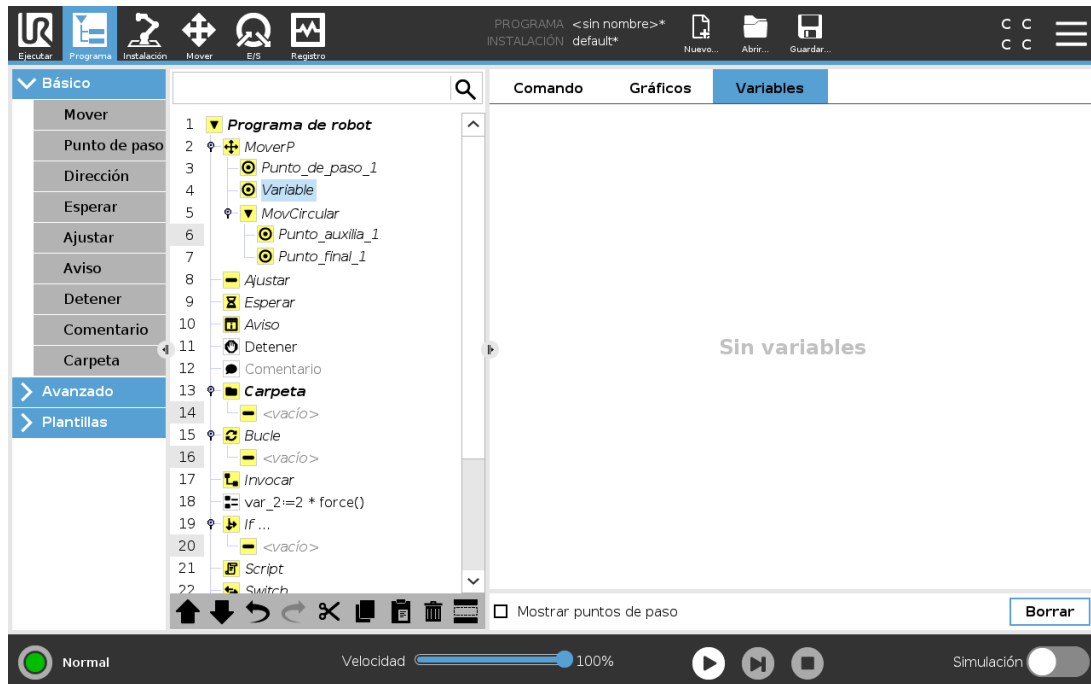 PROGRAMA <sin nombre>*
INSTALACIÓN default*
Ejecutar
Programa
Instalación
Mover
E/S
Registro
Nuevo...
Abrir...
Guardar...
C C
C C
Básico
Mover
Punto de paso
Dirección
Esperar
Ajustar
Aviso
Detener
Comentario
Carpeta
Avanzado
Plantillas
1 Programa de robot
2 MoverP
3 Punto_de_paso_1
4 Variable
5 MovCircular
6 Punto_auxilia_1
7 Punto_final_1
8 Ajustar
9 Esperar
10 Aviso
11 Detener
12 Comentario
13 Carpeta
14 <vacío>
15 Bucle
16 <vacío>
17 Invocar
18 var_2:=2 * force()
19 If ...
20 <vacío>
21 Script
22 Switch
Comando
Gráficos
Variables
Sin variables
Mostrar puntos de paso
Borrar
Normal
Velocidad
100%
Simulación